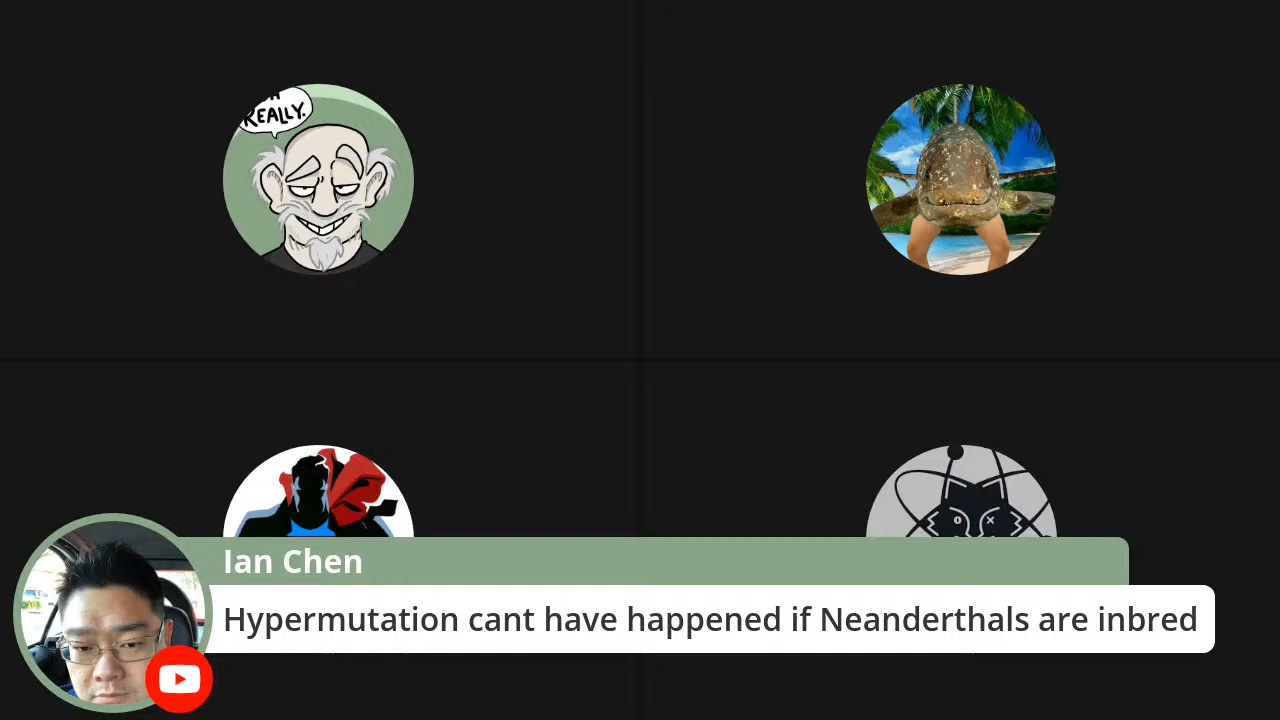 REALLY.
Ian Chen
Hypermutation cant have happened if Neanderthals are inbred